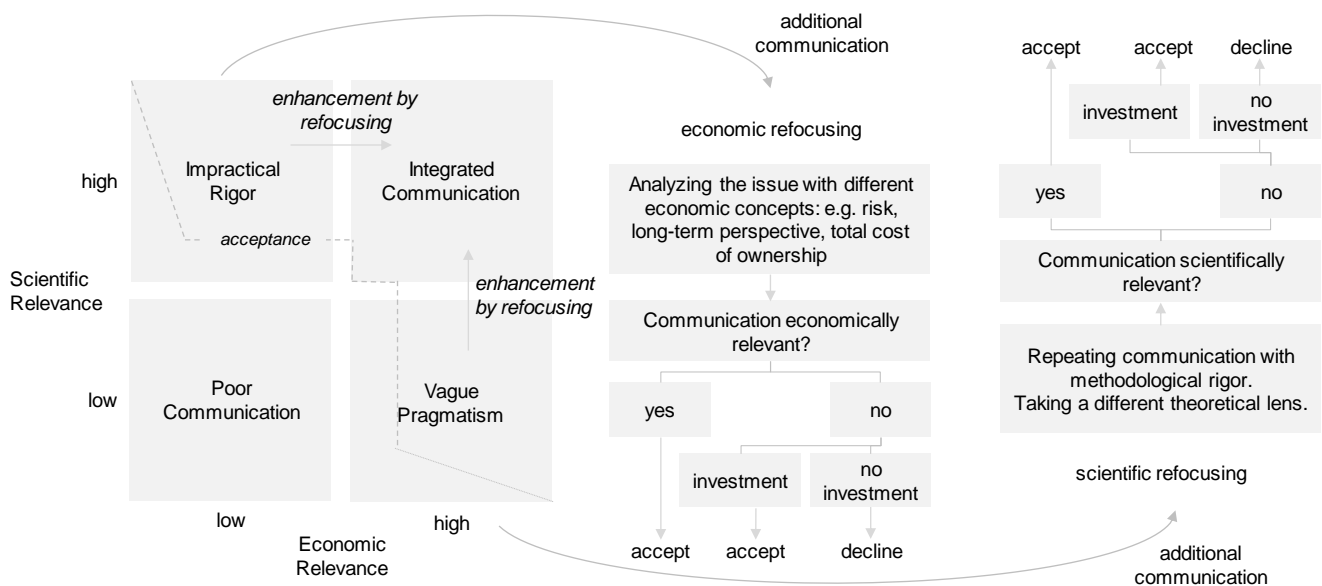 additional
communication
accept
accept
decline
enhancement by
refocusing
investment
no
investment
economic refocusing
high
Impractical
Rigor
Integrated
Communication
Analyzing the issue with different
economic concepts: e.g. risk,
long-term perspective, total cost
of ownership
yes
no
acceptance
Scientific
Relevance
enhancement
by refocusing
Communication scientifically
relevant?
Communication economically
relevant?
low
Poor
Communication
Vague
Pragmatism
Repeating communication with
methodological rigor.
Taking a different theoretical lens.
yes
no
investment
no
investment
scientific refocusing
low
high
Economic
Relevance
accept
accept
decline
additional
communication